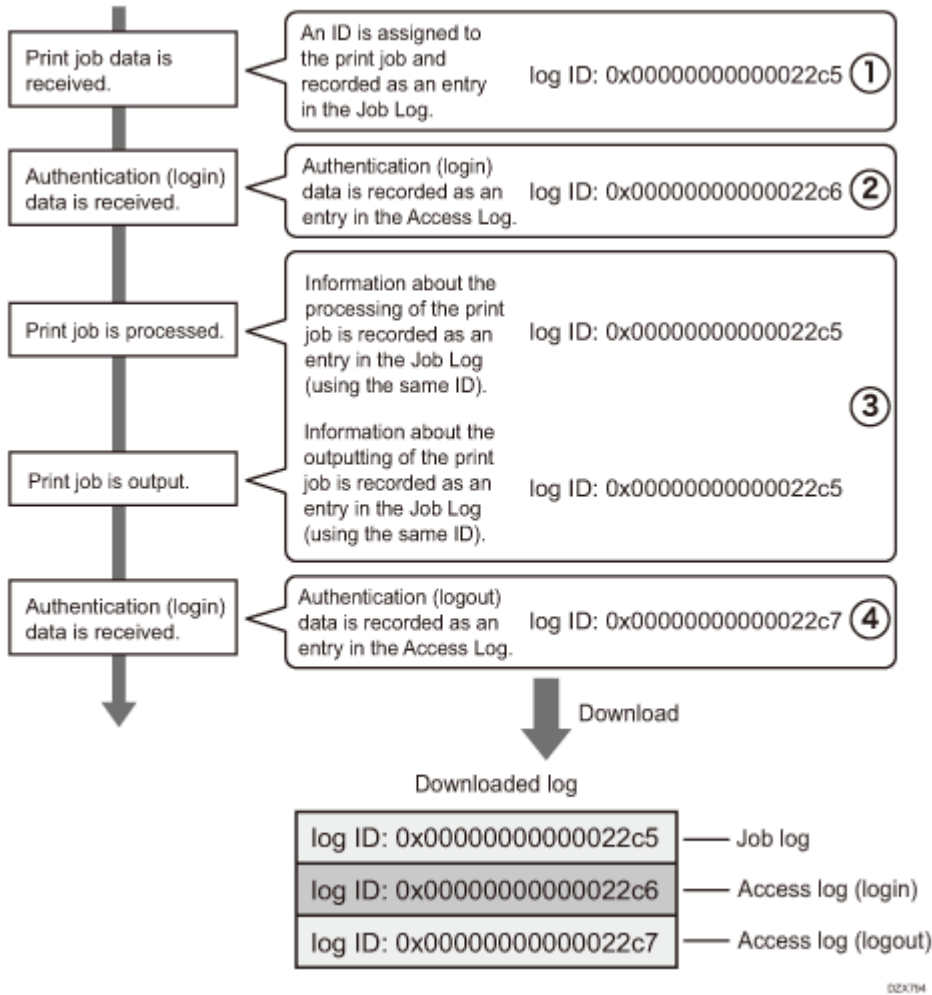 Print job data is
received.
An ID is assigned to
the print job and
recorded as an entry
in the Job Log.
log ID: 0x00000000000022c5 ①
Authentication (login)
data is received.
Authentication (login)
data is recorded as an
entry in the Access Log.
log ID: 0x00000000000022c6 ②
Print job is processed.
Information about the
processing of the print
job is recorded as an
entry in the Job Log
(using the same ID).
log ID: 0x00000000000022c5
③
Print job is output.
Information about the
outputting of the print
job is recorded as an
entry in the Job Log
(using the same ID).
log ID: 0x00000000000022c5
Authentication (login)
data is received.
Authentication (logout)
data is recorded as an
entry in the Access Log.
log ID: 0x00000000000022c7 ④
Download
Downloaded log
log ID: 0x00000000000022c5
Job log
log ID: 0x00000000000022c6
Access log (login)
log ID: 0x00000000000022c7
Access log (logout)
DZX794